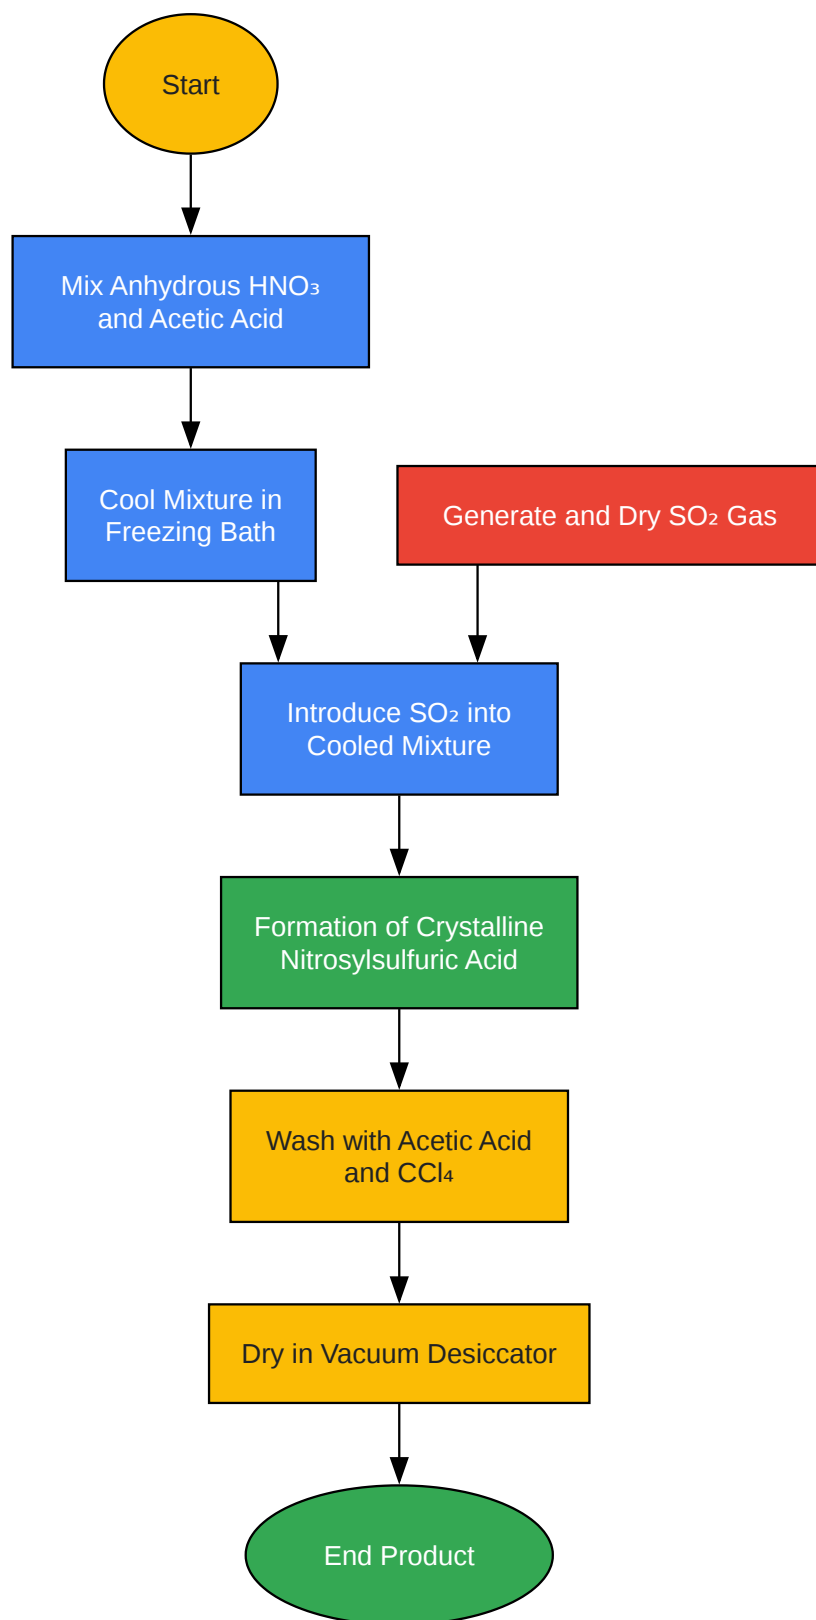 Start
Mix Anhydrous HNO₃
and Acetic Acid
Cool Mixture in
Freezing Bath
Generate and Dry SO₂ Gas
Introduce SO₂ into
Cooled Mixture
Formation of Crystalline
Nitrosylsulfuric Acid
Wash with Acetic Acid
and CCl₄
Dry in Vacuum Desiccator
End Product